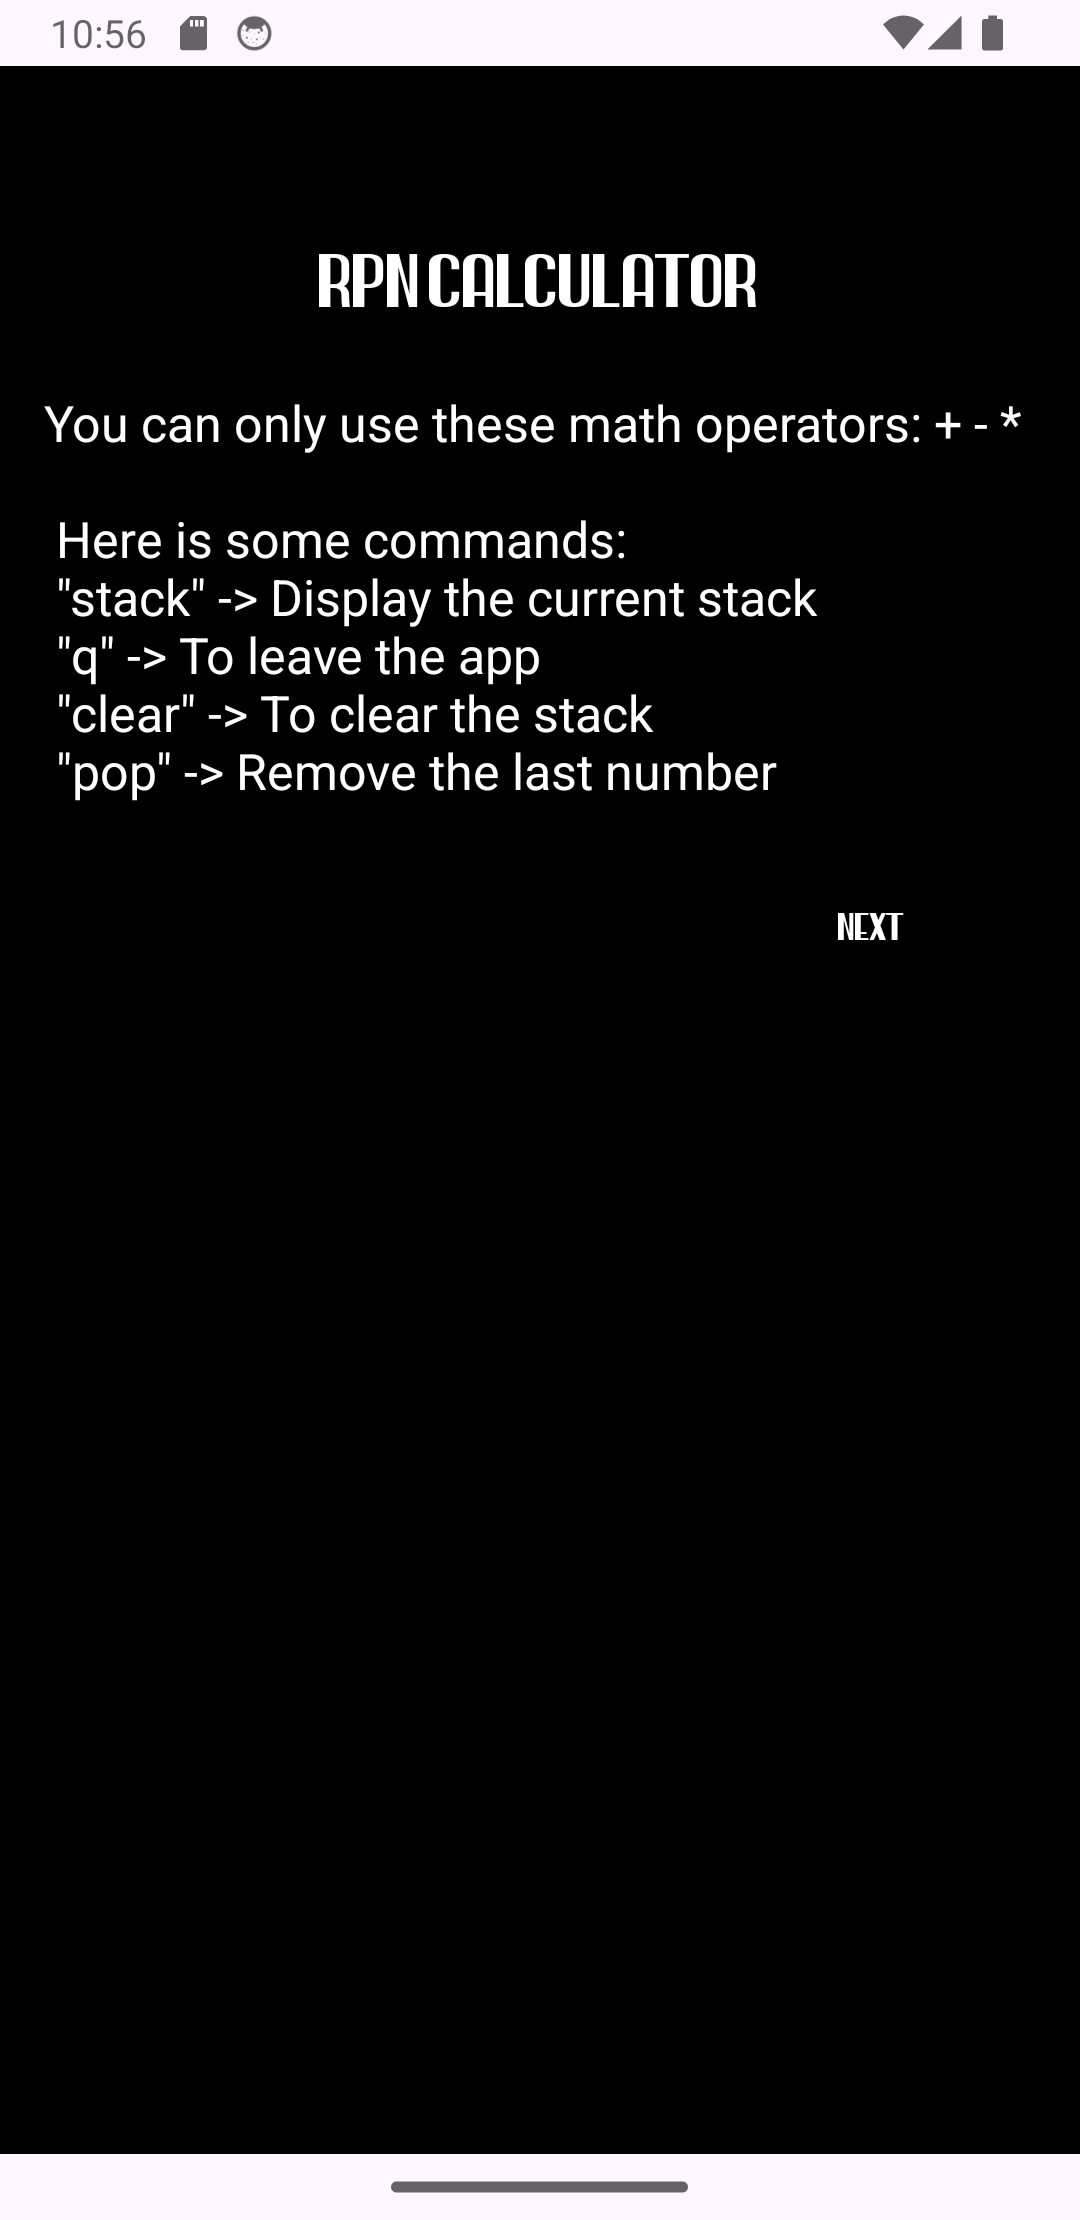 10:56
RPN CALCULATOR
You can only use these math operators: + - *
Here is some commands:
"stack" -> Display the current stack
"q" -> To leave the app
"clear" -> To clear the stack
"pop" -> Remove the last number
NEXT